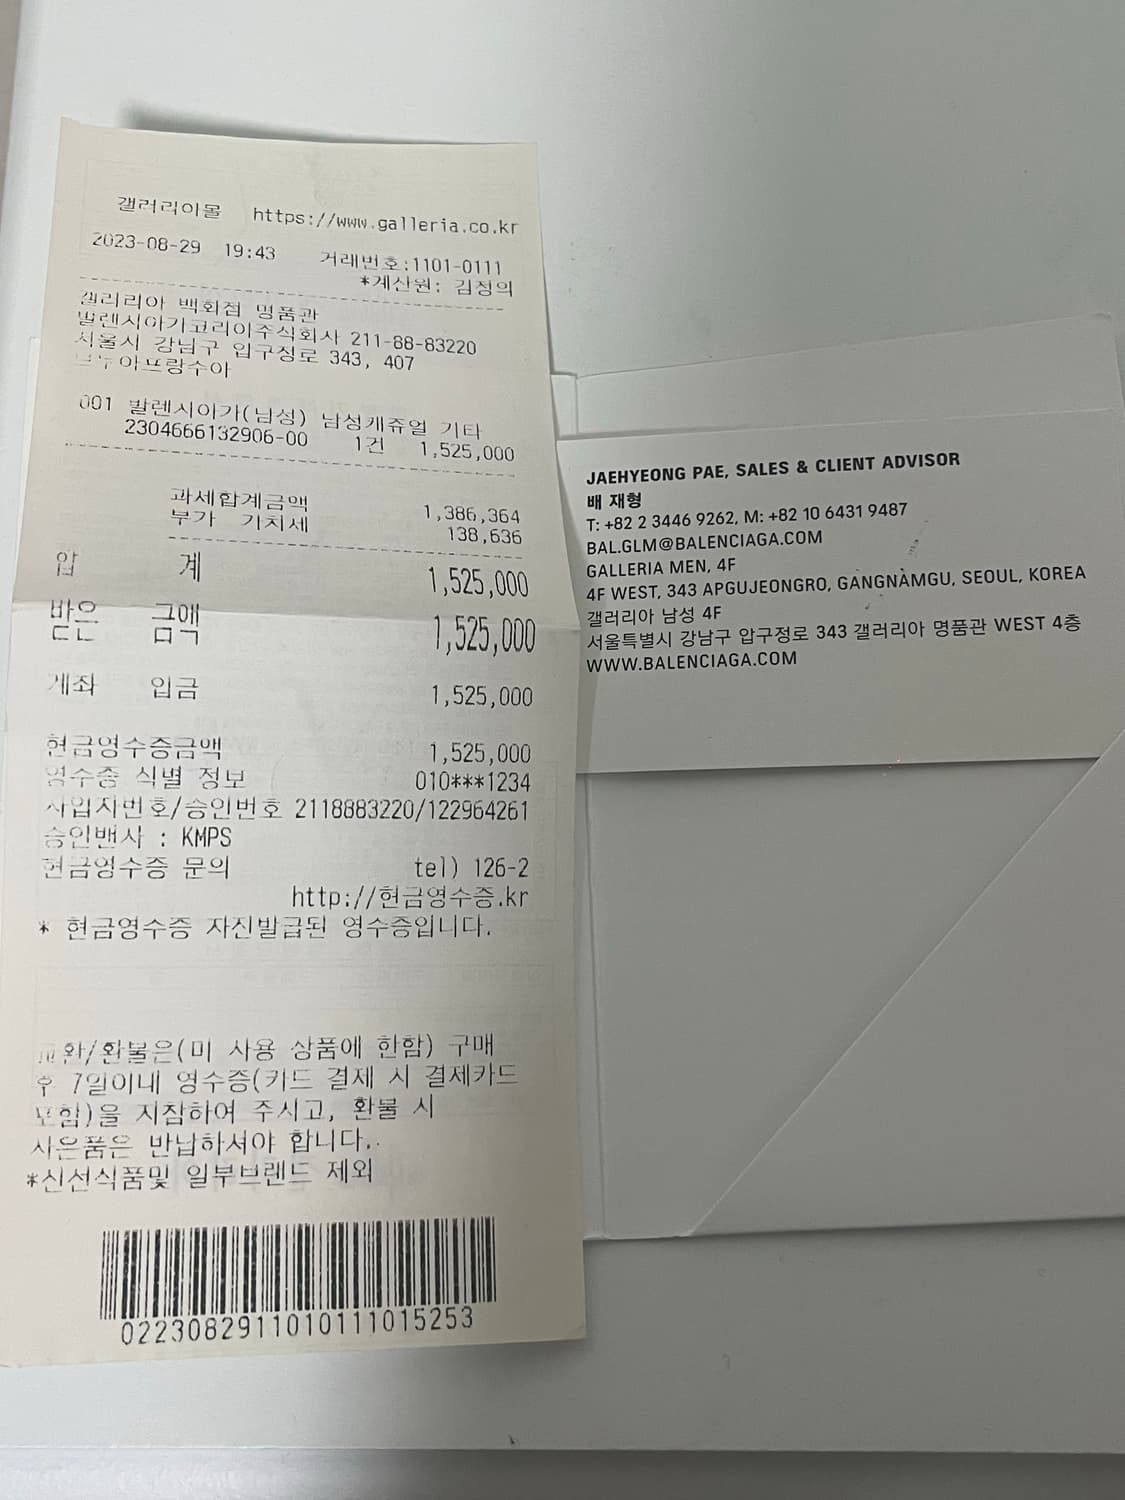 갤러리아몰 https://www.galleria.co.kr
2023-08-29 19:43 거래번호:1101-0111
*계산원: 김정의
갤러리아 백화점 명품관
발렌시아가코리아주식회사 211-88-83220
서울시 강남구 압구정로 343, 407
001 발렌시아가(남성) 남성캐쥬얼 기타
2304666132906-00 1건 1,525,000
과세합계금액 1,386,364
부가 가치세 138,636
합 계 1,525,000
받은 금액 1,525,000
계좌 입금 1,525,000
현금영수증금액 1,525,000
영수증 식별 정보 010***1234
사업자번호/승인번호 2118883220/122964261
승인밴사 : KMPS
현금영수증 문의 tel) 126-2
http://현금영수증.kr
* 현금영수증 자진발급된 영수증입니다.
교환/환불은(미 사용 상품에 한함) 구매
후 7일이내 영수증(카드 결제 시 결제카드
포함)을 지참하여 주시고, 환불 시
사은품은 반납하셔야 합니다.
*신선식품및 일부브랜드 제외
0223082911010111015253
JAEHYEONG PAE, SALES & CLIENT ADVISOR
배 재형
T: +82 2 3446 9262, M: +82 10 6431 9487
BAL.GLM@BALENCIAGA.COM
GALLERIA MEN, 4F
4F WEST, 343 APGUJEONGRO, GANGNAMGU, SEOUL, KOREA
갤러리아 남성 4F
서울특별시 강남구 압구정로 343 갤러리아 명품관 WEST 4층
WWW.BALENCIAGA.COM